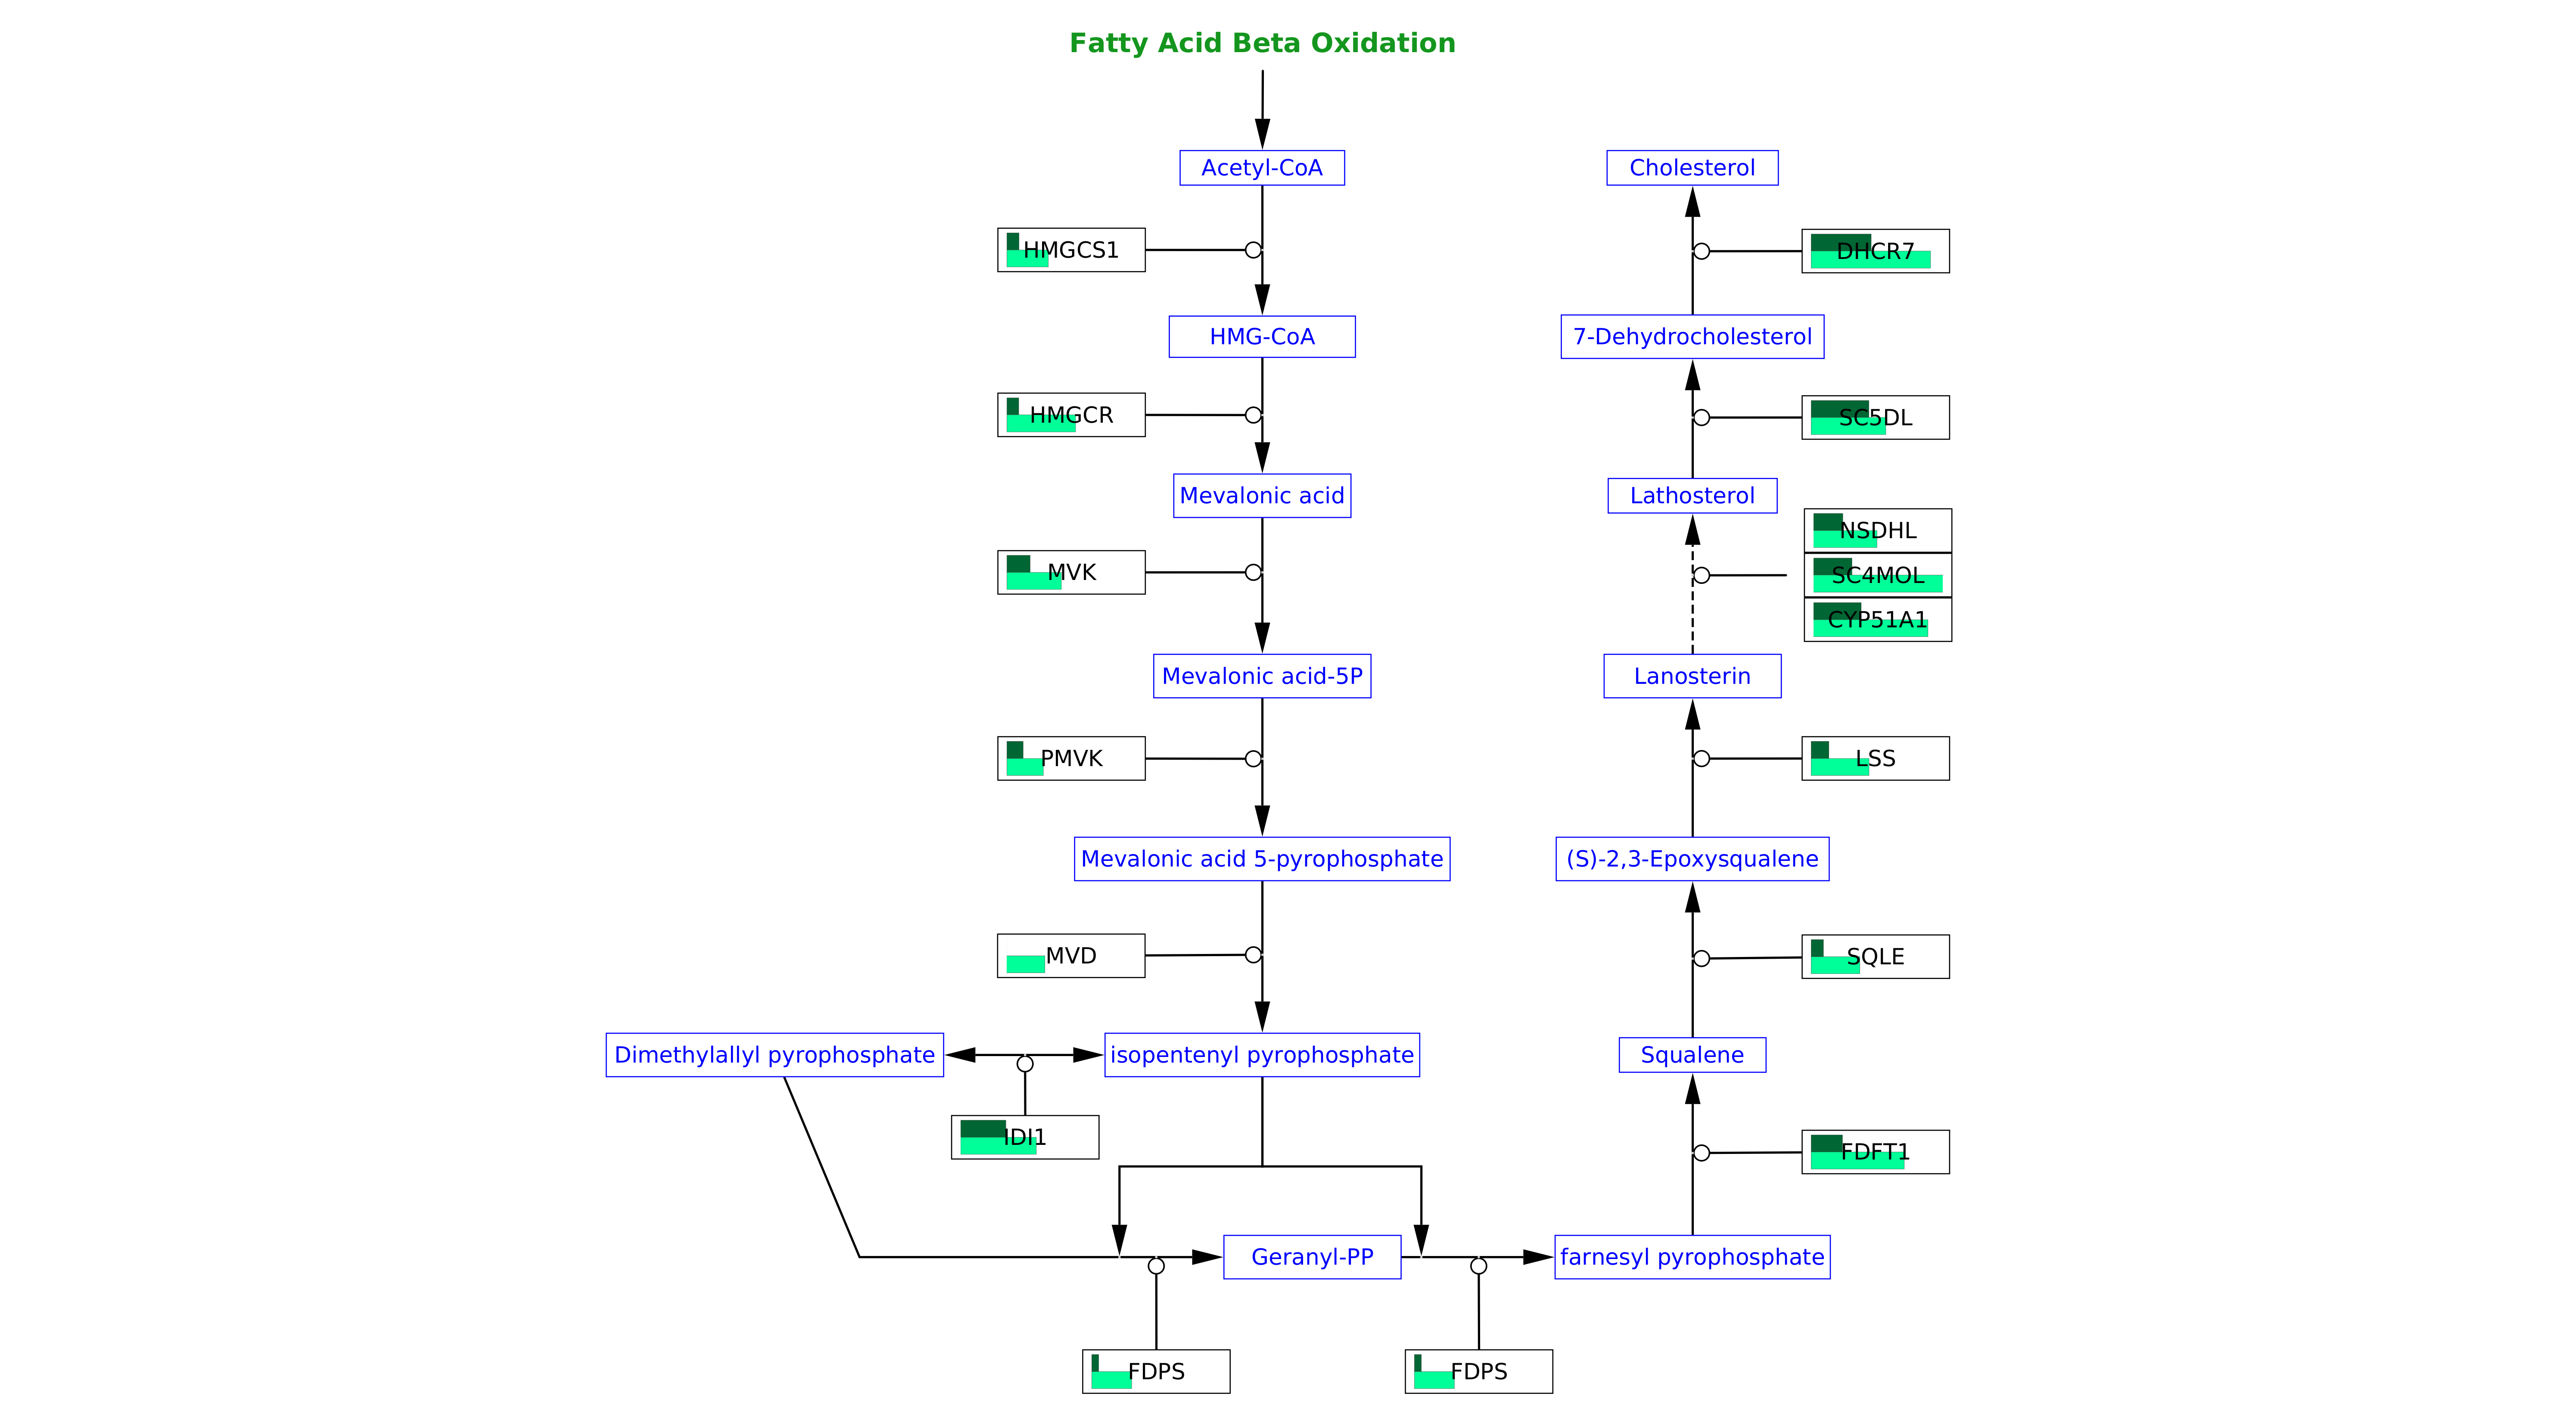 Fatty Acid Beta Oxidation
Acetyl-CoA
Cholesterol
HMGCS1
DHCR7
HMG-CoA
7-Dehydrocholesterol
HMGCR
SC5DL
Mevalonic acid
Lathosterol
NSDHL
MVK
SC4MOL
CYP51A1
Mevalonic acid-5P
Lanosterin
PMVK
LSS
Mevalonic acid 5-pyrophosphate
(S)-2,3-Epoxysqualene
MVD
SQLE
Dimethylallyl pyrophosphate
isopentenyl pyrophosphate
Squalene
IDI1
FDFT1
Geranyl-PP
farnesyl pyrophosphate
FDPS
FDPS